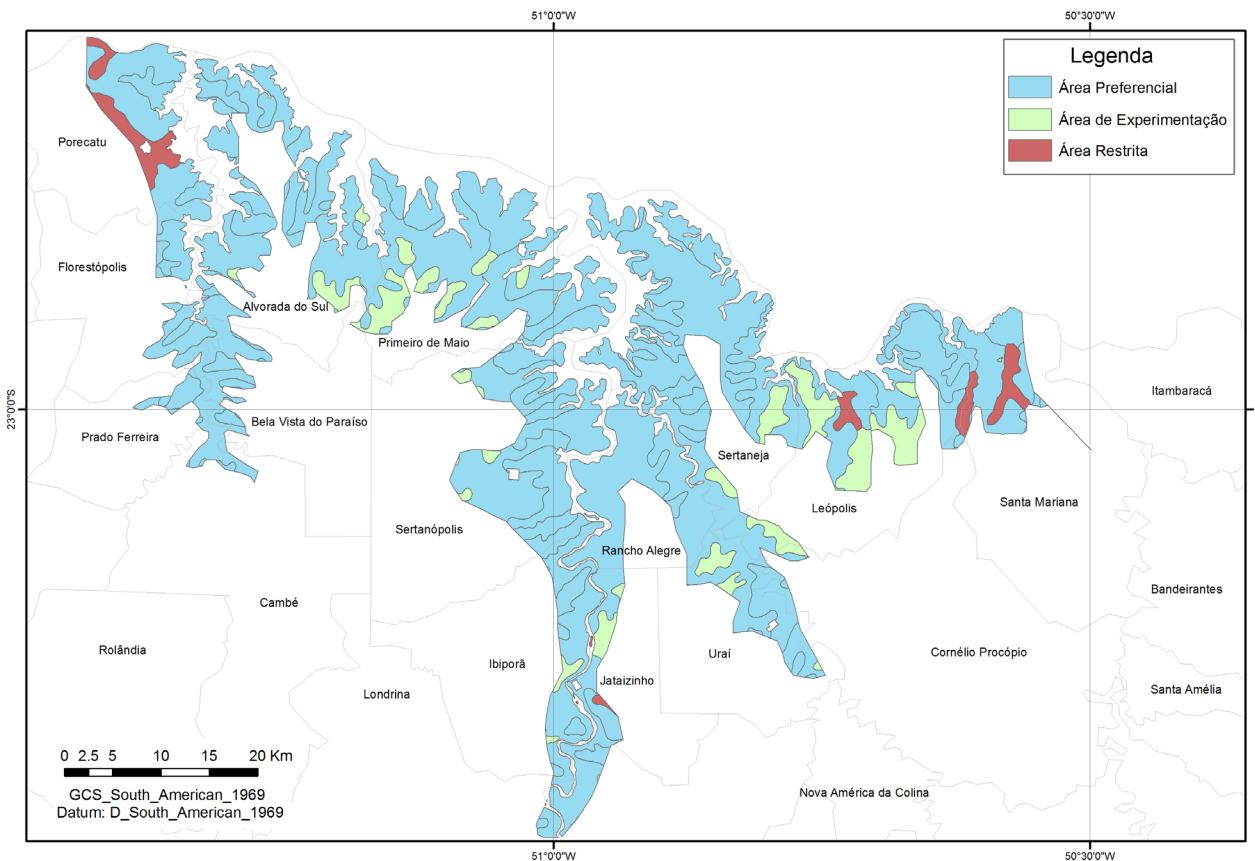 51°0'0"W
50°30'0"W
Legenda
Área Preferencial
Área de Experimentação
Área Restrita
Porecatu
Florestópolis
Alvorada do Sul
Primeiro de Maio
23°0'0"S
Itambaracá
Prado Ferreira
Bela Vista do Paraíso
Sertaneja
Leópolis
Santa Mariana
Sertanópolis
Rancho Alegre
Bandeirantes
Cambé
Rolândia
Ibiporã
Uraí
Cornélio Procópio
Jataizinho
Londrina
Santa Amélia
0 2.5 5 10 15 20 Km
GCS_South_American_1969
Datum: D_South_American_1969
Nova América da Colina
51°0'0"W
50°30'0"W